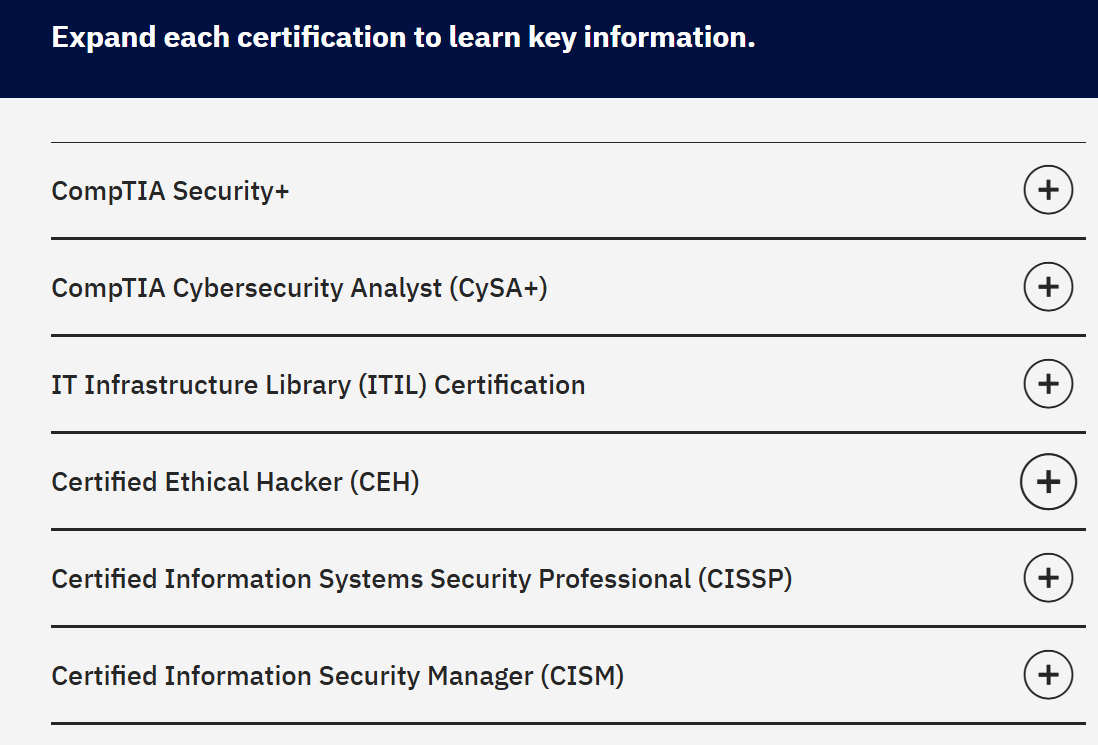 Expand each certification to learn key information.
CompTIA Security+
CompTIA Cybersecurity Analyst (CySA+)
IT Infrastructure Library (ITIL) Certification
Certified Ethical Hacker (CEH)
Certified Information Systems Security Professional (CISSP)
Certified Information Security Manager (CISM)